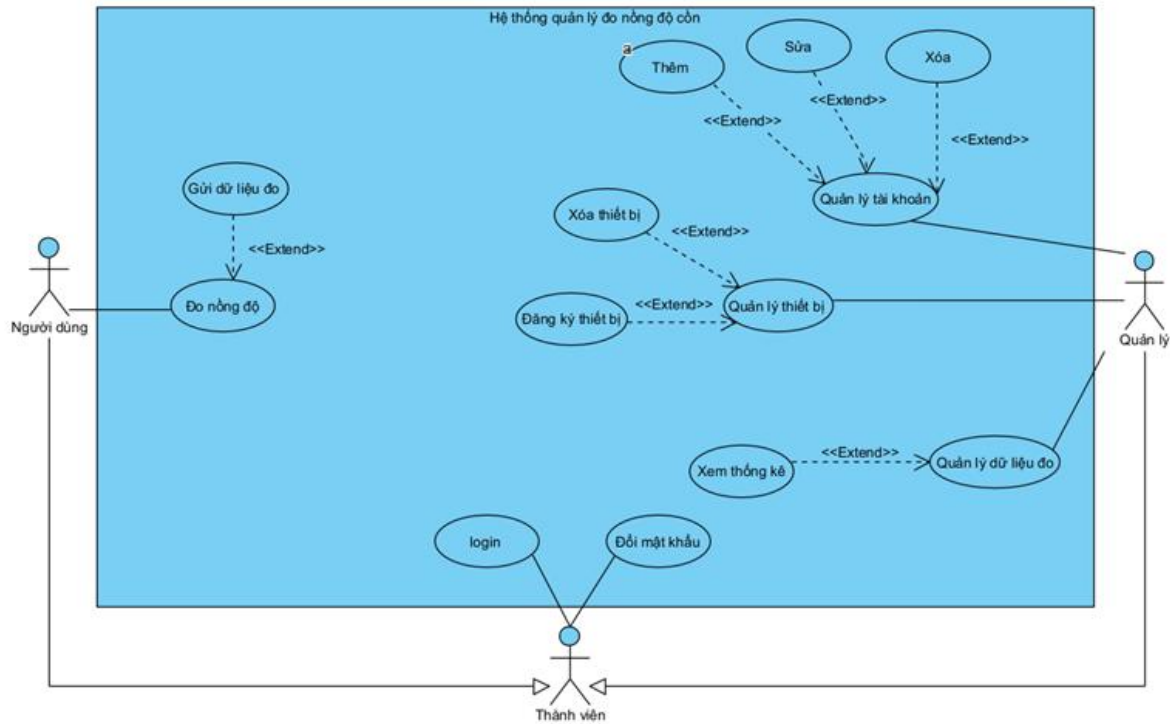 Hệ thống quản lý đo nồng độ cồn
a
Thêm
Sửa
Xóa
<<Extend>>
<<Extend>>
<<Extend>>
Quản lý tài khoản
Gửi dữ liệu đo
<<Extend>>
Đo nồng độ
Người dùng
Xóa thiết bị
<<Extend>>
Đăng ký thiết bị
<<Extend>>
Quản lý thiết bị
Quản lý
Xem thống kê
<<Extend>>
Quản lý dữ liệu đo
login
Đổi mật khẩu
Thành viên